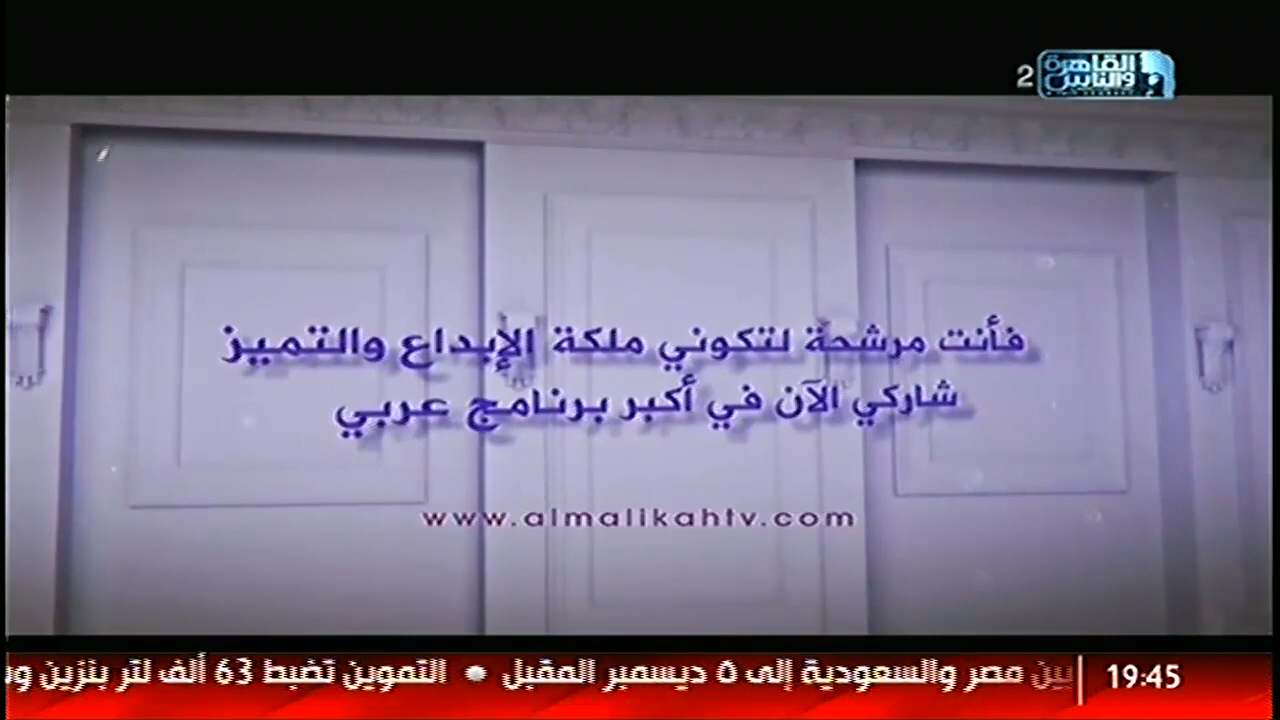 القاهرة
والناس
2
فأنت مرشحة لتكوني ملكة الإبداع والتميز
شاركي الآن في أكبر برنامج عربي
www.almalikahtv.com
19:45
بين مصر والسعودية إلى ٥ ديسمبر المقبل • التموين تضبط 63 ألف لتر بنزين